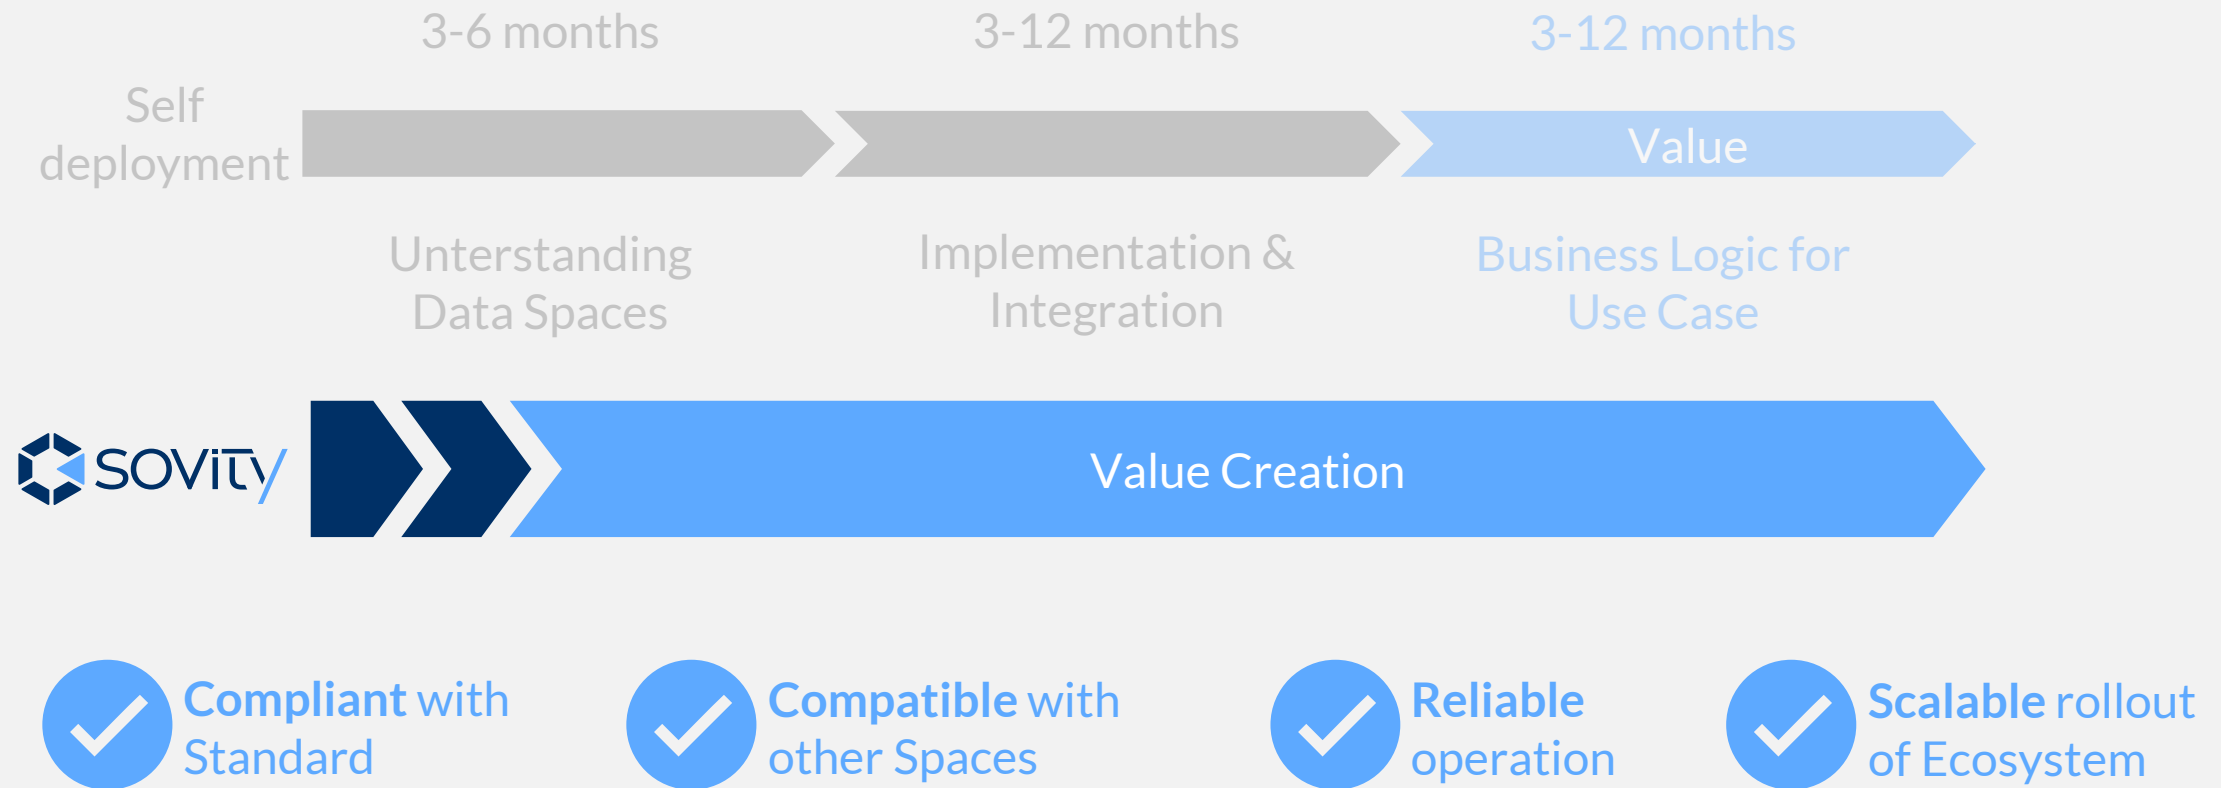 3-6 months
3-12 months
3-12 months
Self
deployment
Value
Unterstanding
Data Spaces
Implementation &
Integration
Business Logic for
Use Case
sovity
Value Creation
Compliant with
Standard
Compatible with
other Spaces
Reliable
operation
Scalable rollout
of Ecosystem